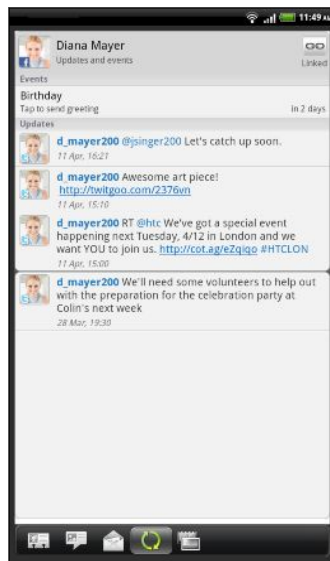 11:49 AM
Diana Mayer
Updates and events
Linked
Events
Birthday
Tap to send greeting
in 2 days
Updates
d_mayer200 @jsinger200 Let's catch up soon.
11 Apr, 16:21
d_mayer200 Awesome art piece!
http://twitgoo.com/2376vn
11 Apr, 15:10
d_mayer200 RT @htc We've got a special event
happening next Tuesday, 4/12 in London and we
want YOU to join us. http://cot.ag/eZqiqo #HTCLON
11 Apr, 15:00
d_mayer200 We'll need some volunteers to help out
with the preparation for the celebration party at
Colin's next week
28 Mar, 19:30